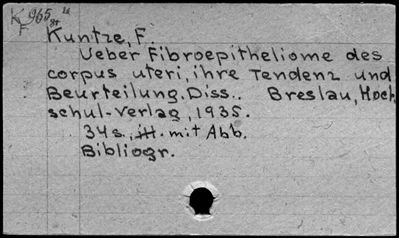 K 965
F
Kuntze, F.
Ueber Fibroepitheliome des
corpus uteri, ihre Tendenz und
Beurteilung. Diss.. Breslau, Hoch
schul-Verlag, 1935.
34 s., ill. mit Abb.
Bibliogr.